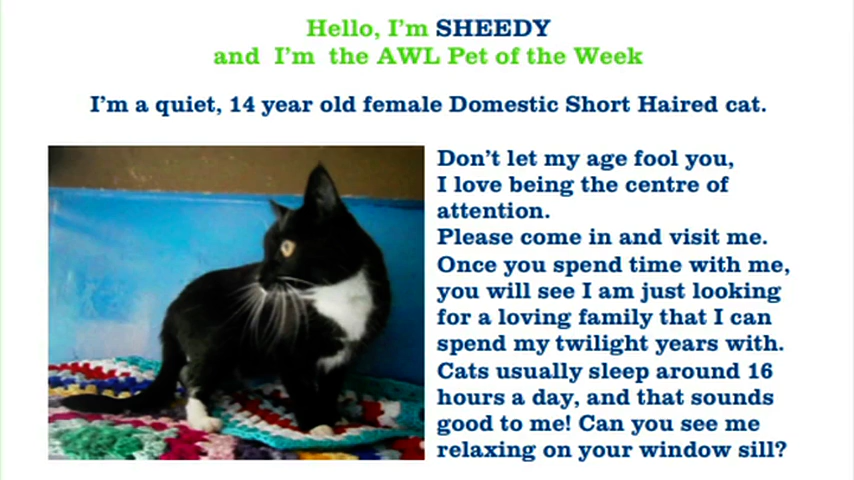 Hello, I'm SHEEDY
and I'm the AWL Pet of the Week
I'm a quiet, 14 year old female Domestic Short Haired cat.
Don't let my age fool you,
I love being the centre of
attention.
Please come in and visit me.
Once you spend time with me,
you will see I am just looking
for a loving family that I can
spend my twilight years with.
Cats usually sleep around 16
hours a day, and that sounds
good to me! Can you see me
relaxing on your window sill?